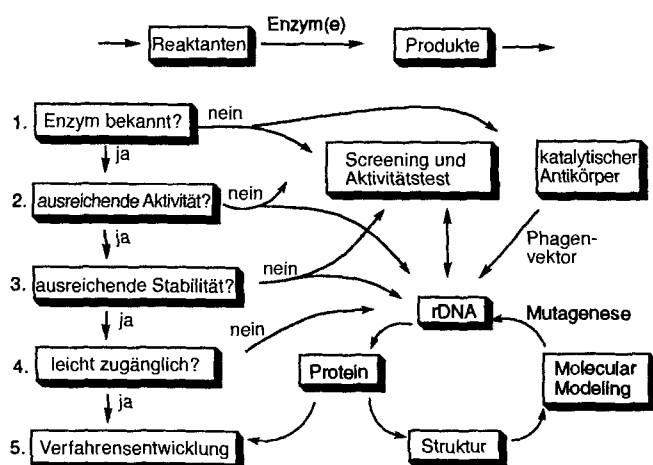 Enzym(e)
Reaktanten
Produkte
1. Enzym bekannt?
nein
ja
Screening und
Aktivitätstest
katalytischer
Antikörper
2. ausreichende Aktivität?
nein
ja
Phagen-
vektor
3. ausreichende Stabilität?
nein
ja
rDNA
Mutagenese
4. leicht zugänglich?
nein
ja
Protein
Molecular
Modeling
5. Verfahrensentwicklung
Struktur